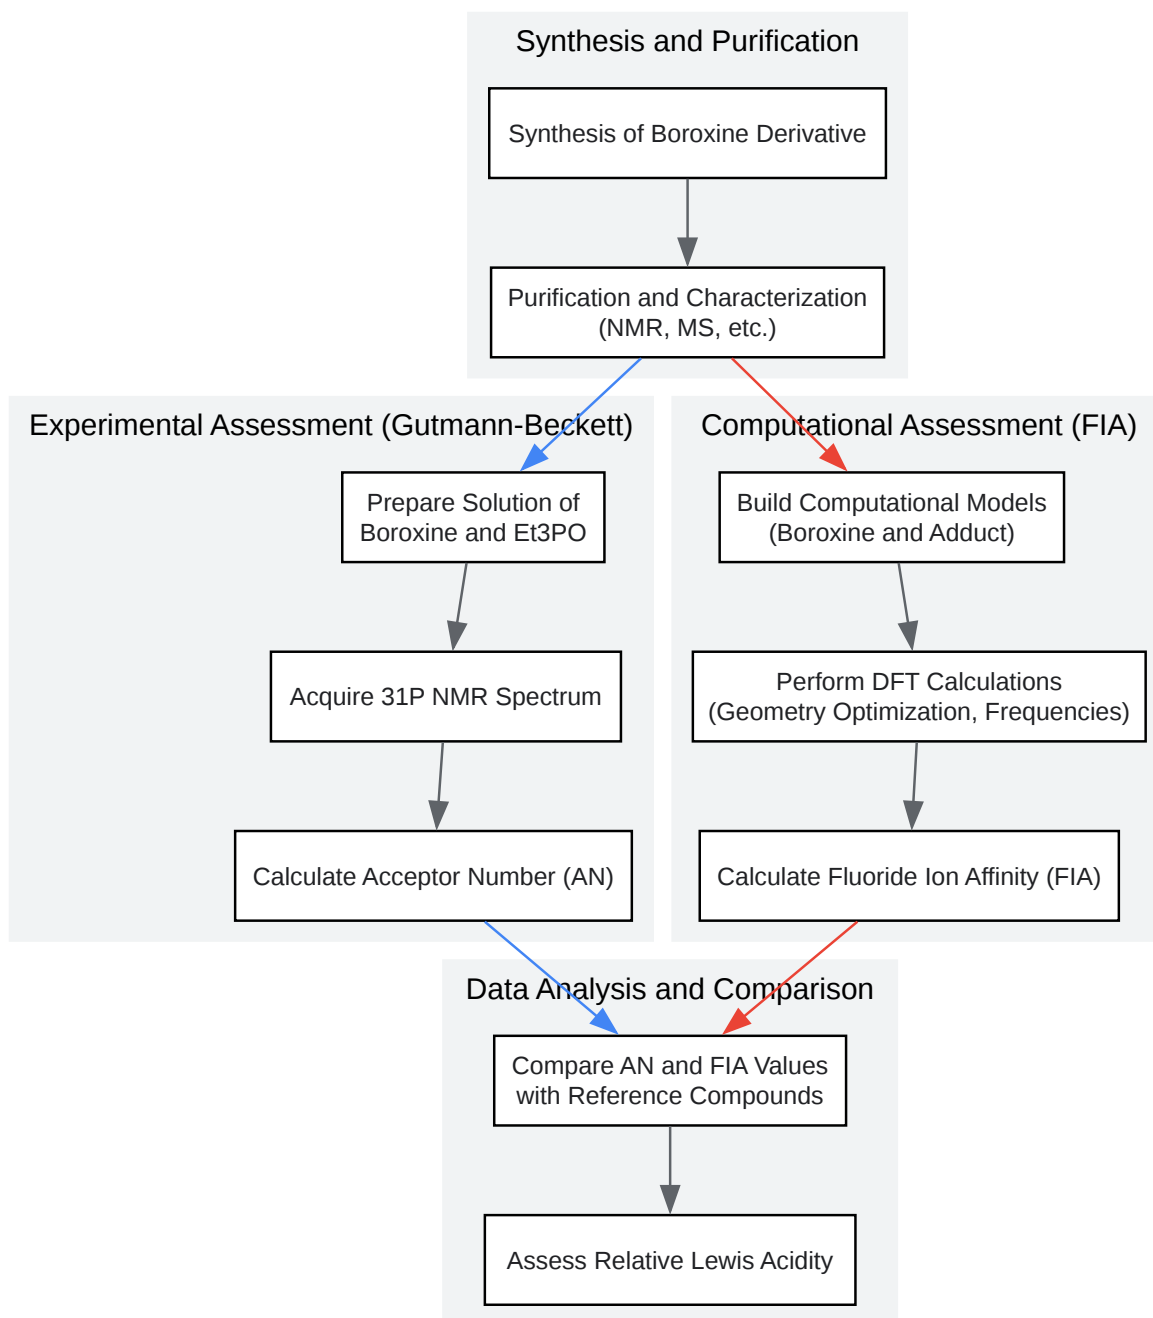 Synthesis and Purification
Synthesis of Boroxine Derivative
Purification and Characterization
(NMR, MS, etc.)
Experimental Assessment (Gutmann-Beckett)
Prepare Solution of
Boroxine and Et3PO
Acquire 31P NMR Spectrum
Calculate Acceptor Number (AN)
Computational Assessment (FIA)
Build Computational Models
(Boroxine and Adduct)
Perform DFT Calculations
(Geometry Optimization, Frequencies)
Calculate Fluoride Ion Affinity (FIA)
Data Analysis and Comparison
Compare AN and FIA Values
with Reference Compounds
Assess Relative Lewis Acidity